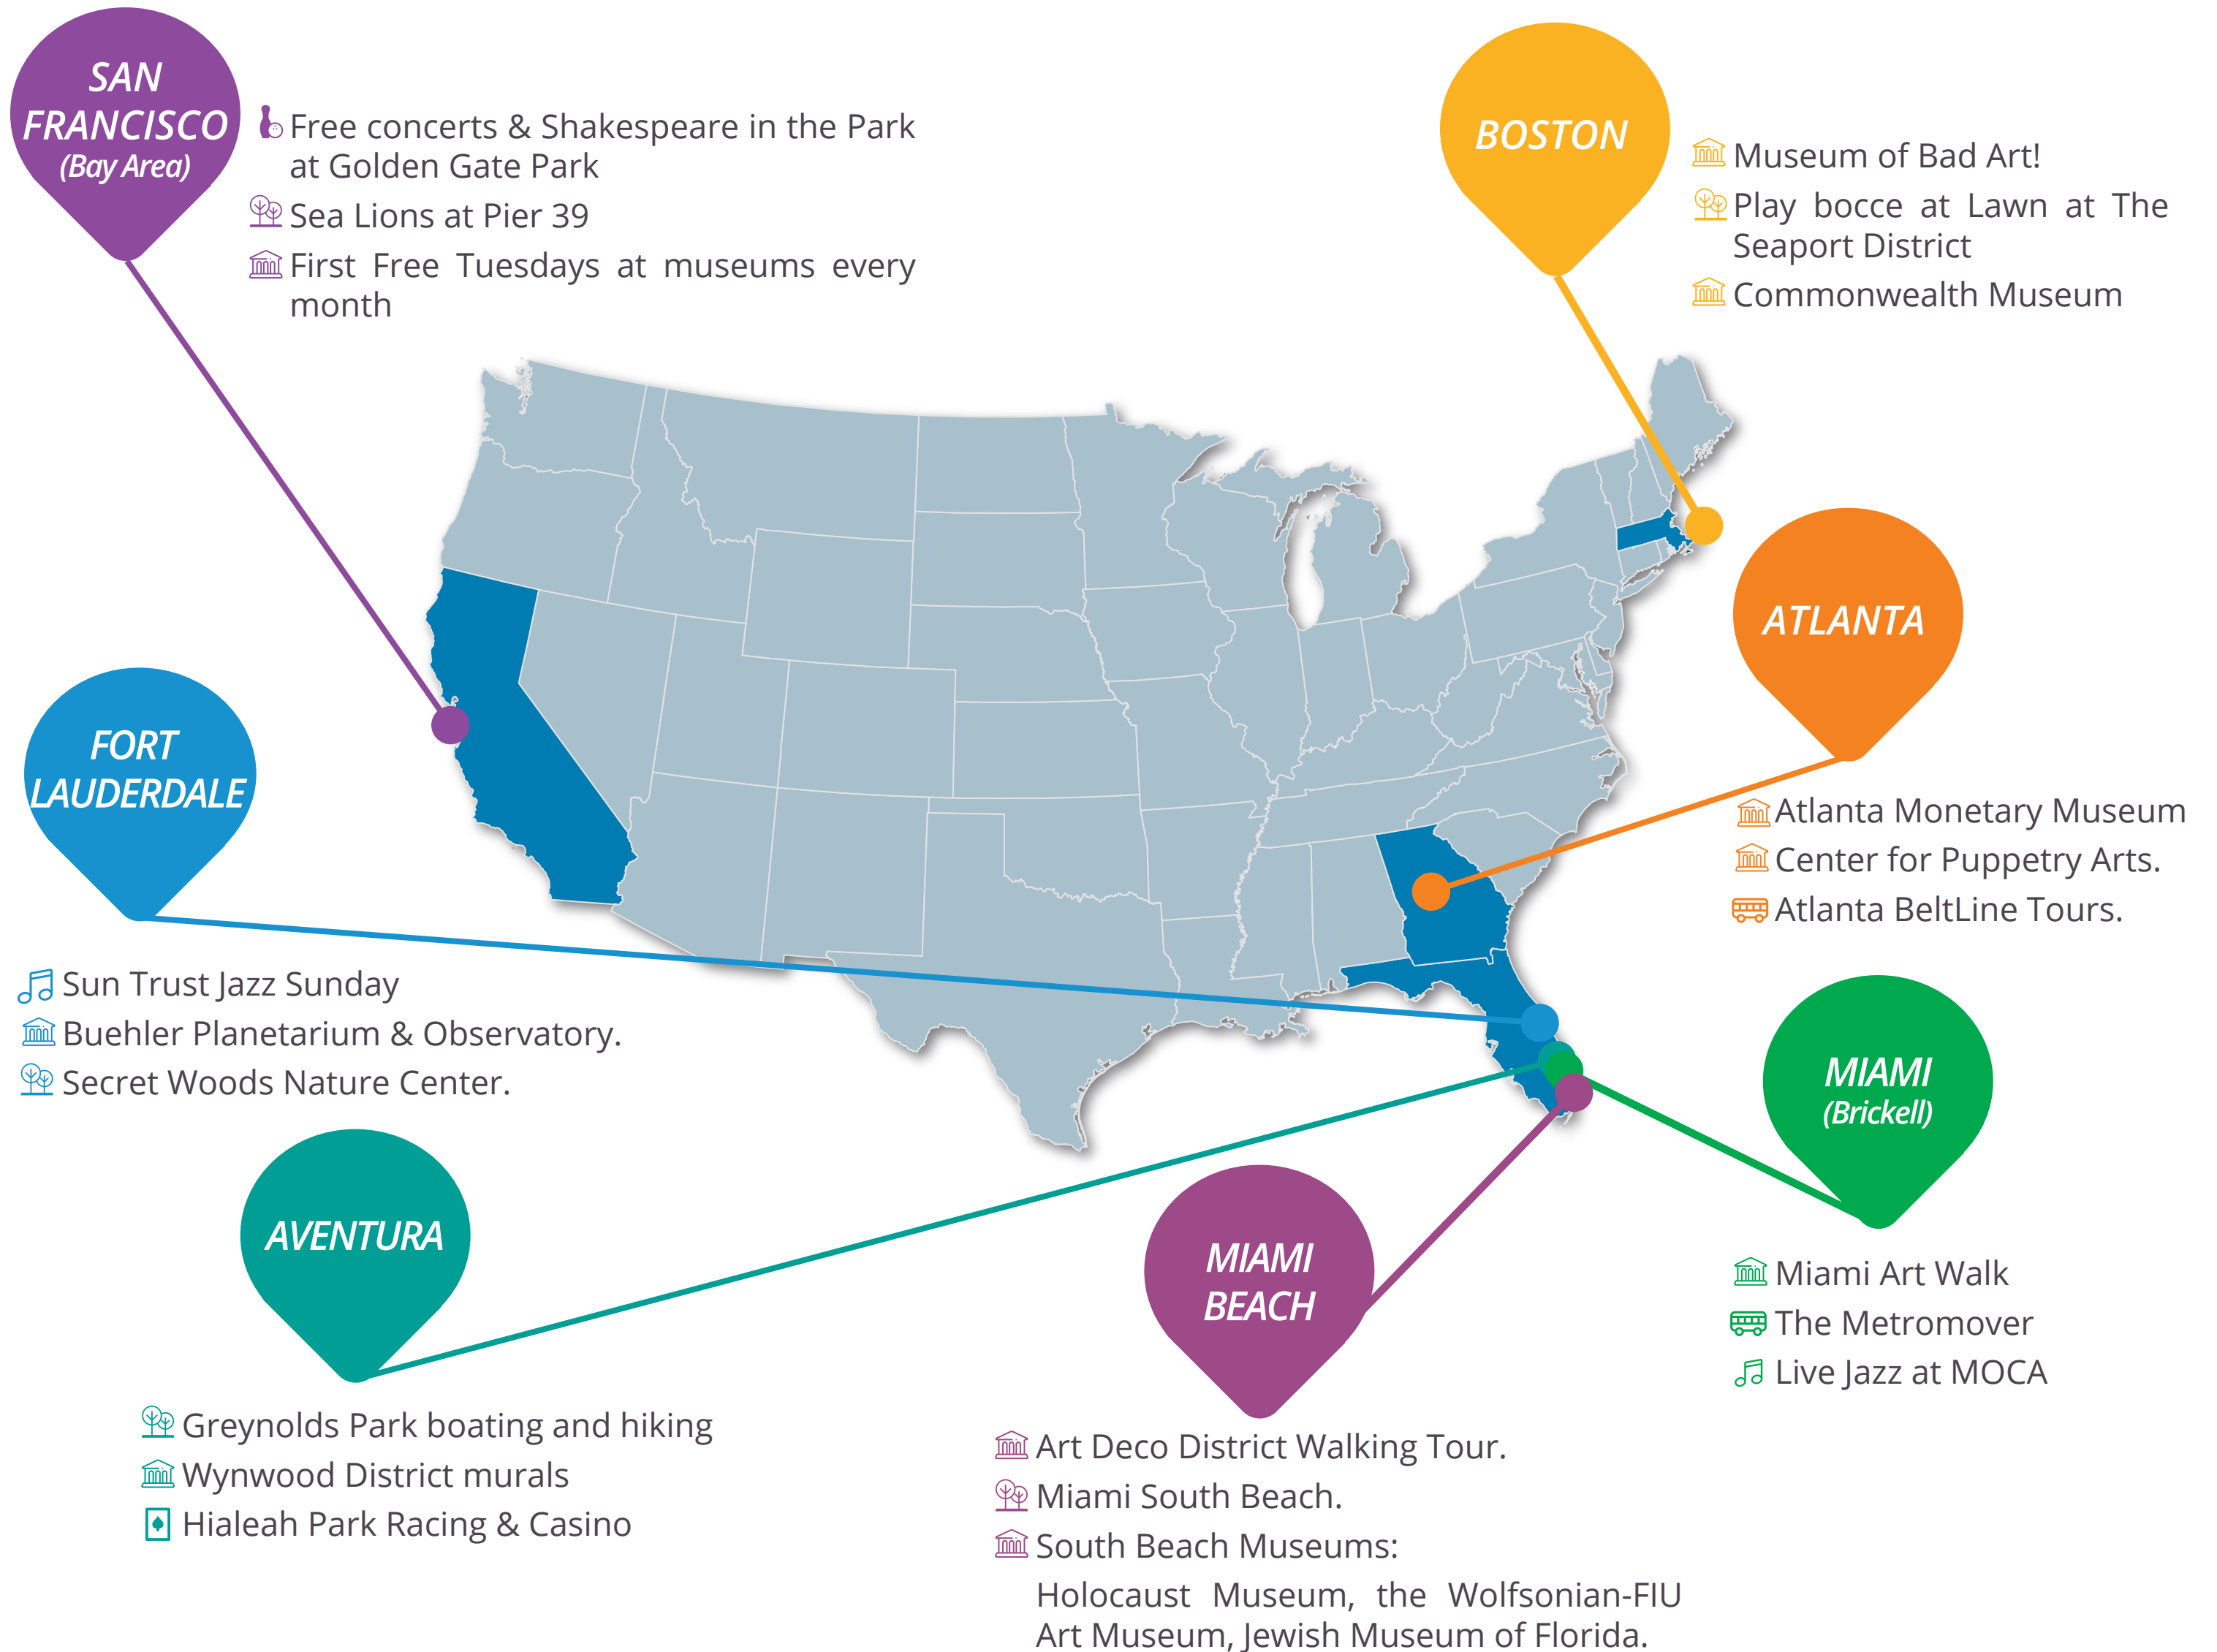 SAN
FRANCISCO
(Bay Area)
Free concerts & Shakespeare in the Park
at Golden Gate Park
Sea Lions at Pier 39
First Free Tuesdays at museums every
month
BOSTON
Museum of Bad Art!
Play bocce at Lawn at The
Seaport District
Commonwealth Museum
ATLANTA
Atlanta Monetary Museum
Center for Puppetry Arts.
Atlanta BeltLine Tours.
FORT
LAUDERDALE
Sun Trust Jazz Sunday
Buehler Planetarium & Observatory.
Secret Woods Nature Center.
MIAMI
(Brickell)
Miami Art Walk
The Metromover
Live Jazz at MOCA
AVENTURA
Greynolds Park boating and hiking
Wynwood District murals
Hialeah Park Racing & Casino
MIAMI
BEACH
Art Deco District Walking Tour.
Miami South Beach.
South Beach Museums:
Holocaust Museum, the Wolfsonian-FIU
Art Museum, Jewish Museum of Florida.